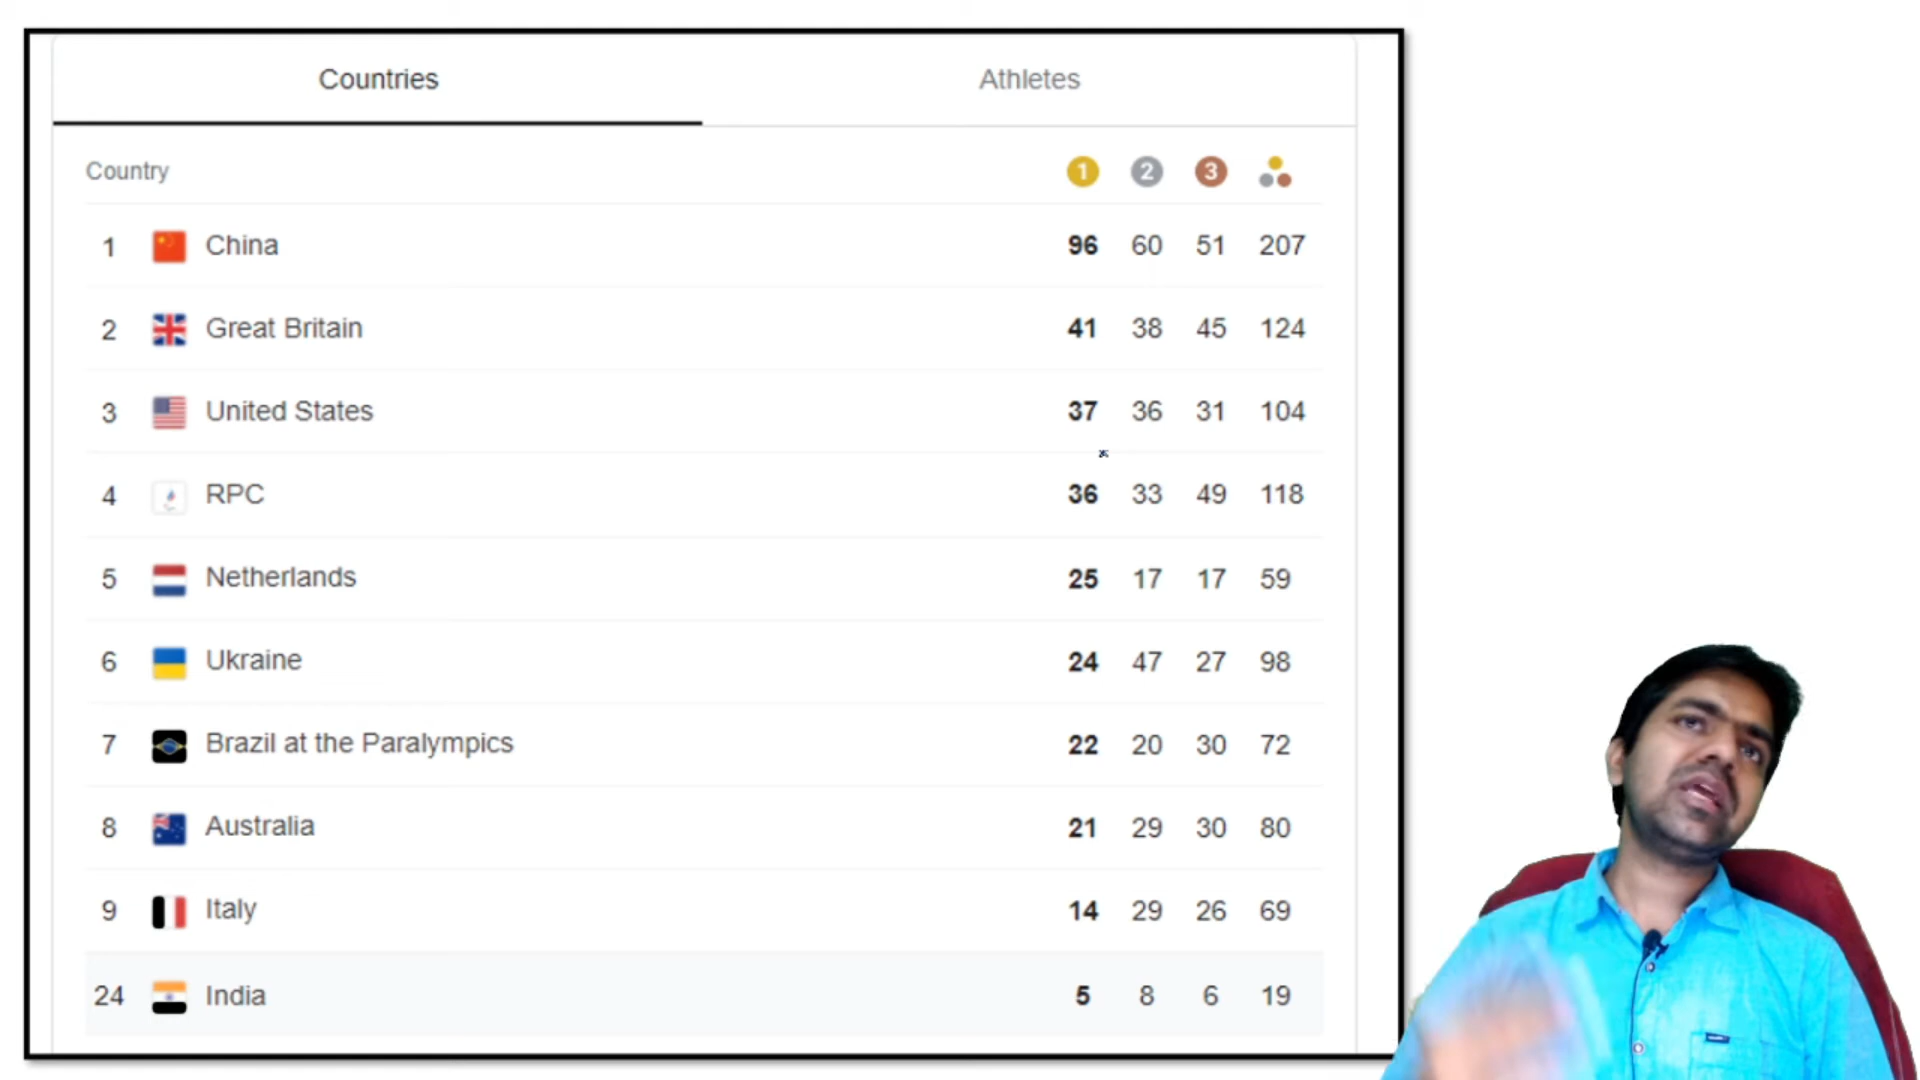 Countries Athletes
Country 1 2 3
1 China 96 60 51 207
2 Great Britain 41 38 45 124
3 United States 37 36 31 104
4 RPC 36 33 49 118
5 Netherlands 25 17 17 59
6 Ukraine 24 47 27 98
7 Brazil at the Paralympics 22 20 30 72
8 Australia 21 29 30 80
9 Italy 14 29 26 69
24 India 5 8 6 19